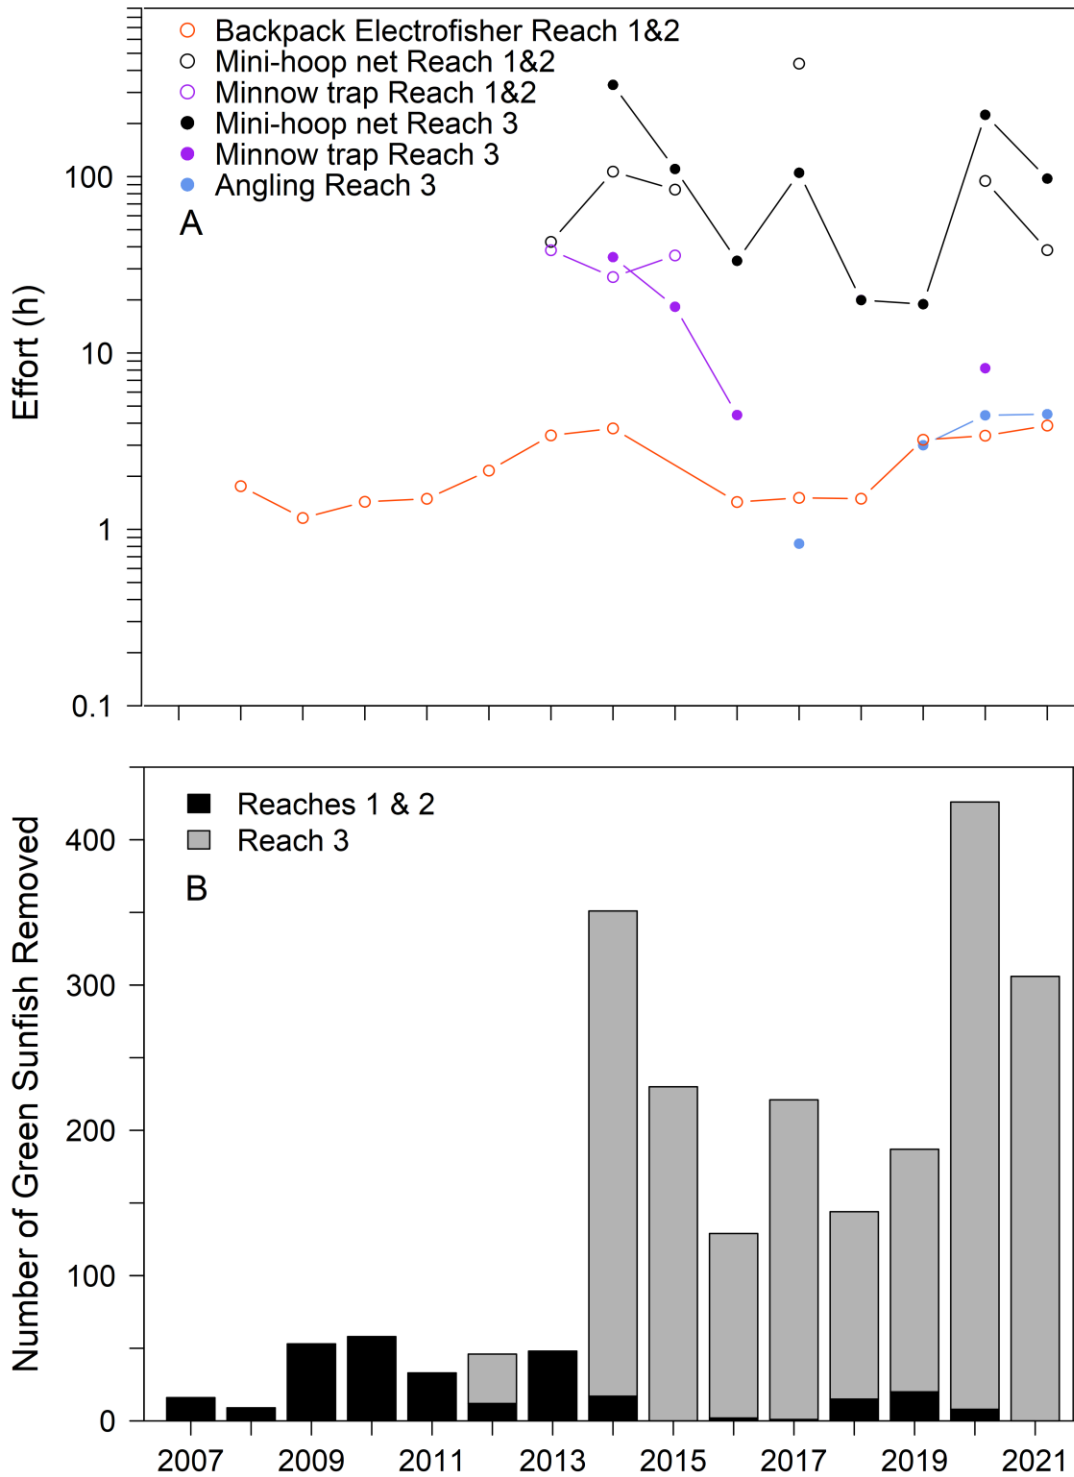 Backpack Electrofisher Reach 1&2
Mini-hoop net Reach 1&2
Minnow trap Reach 1&2
Mini-hoop net Reach 3
Minnow trap Reach 3
Angling Reach 3
A
100
10
1
0.1
Effort (h)
Reaches 1 & 2
Reach 3
B
400
300
200
100
0
Number of Green Sunfish Removed
2007 2009 2011 2013 2015 2017 2019 2021